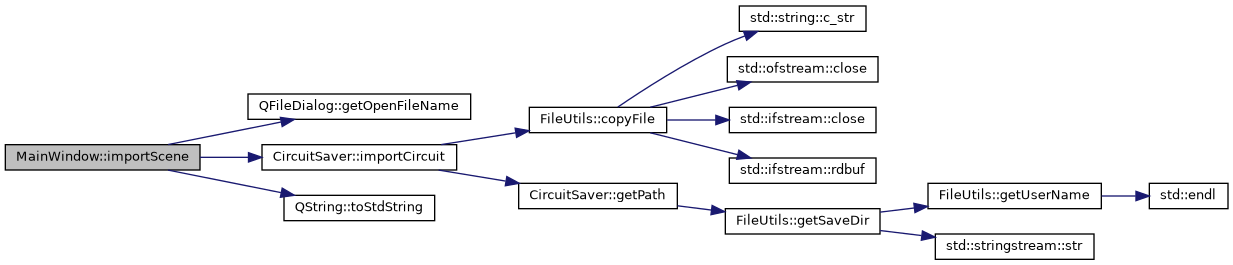 std::string::c_str
std::ofstream::close
QFileDialog::getOpenFileName
FileUtils::copyFile
std::ifstream::close
MainWindow::importScene
CircuitSaver::importCircuit
std::ifstream::rdbuf
CircuitSaver::getPath
FileUtils::getUserName
std::endl
QString::toStdString
FileUtils::getSaveDir
std::stringstream::str